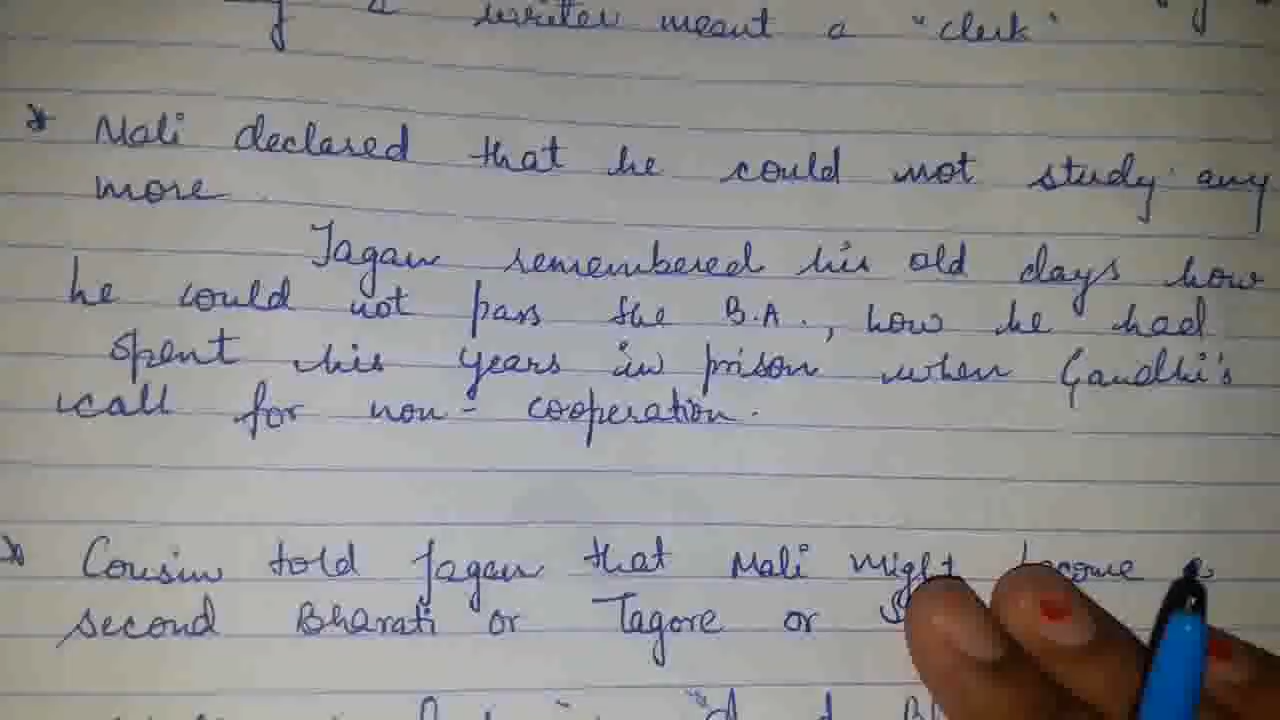 a writer meant a "clerk"
* Mali declared that he could not study any
more.
Jagan remembered his old days how
he could not pass the B.A., how he had
spent his years in prison when Gandhi's
call for non-cooperation.
* Cousin told Jagan that Mali might become a
second Bharati or Tagore or